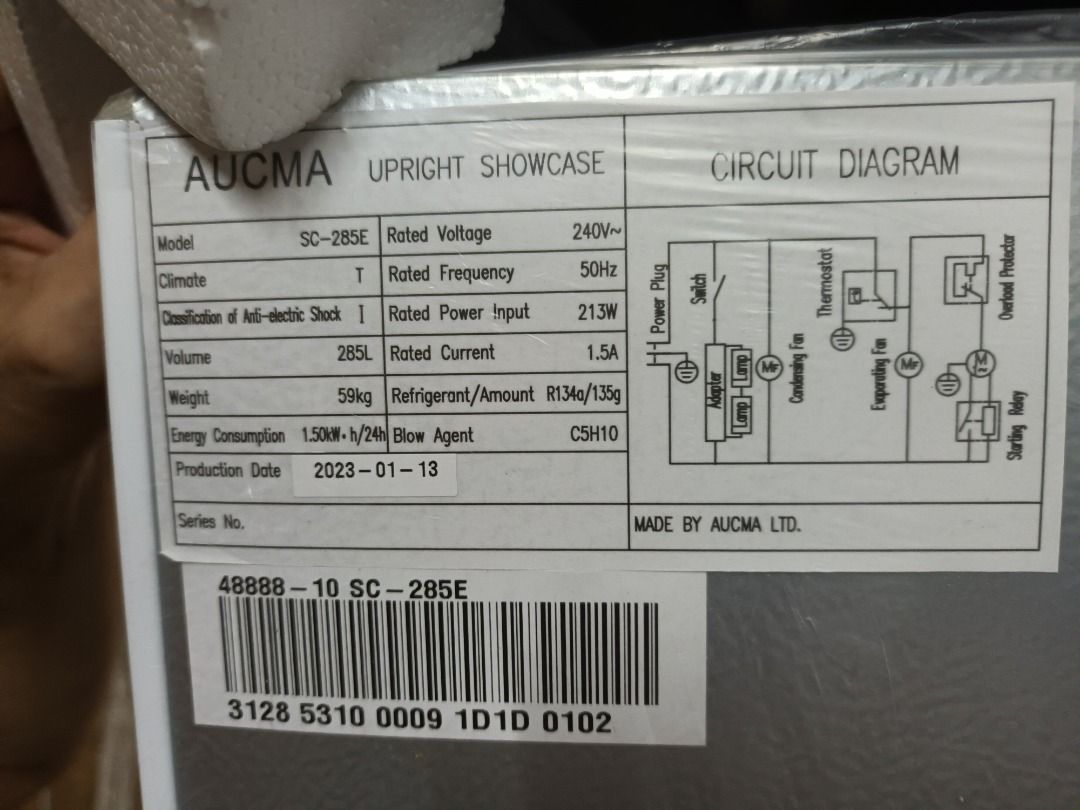 AUCMA UPRIGHT SHOWCASE
CIRCUIT DIAGRAM
Model SC-285E Rated Voltage 240V~
Climate T Rated Frequency 50Hz
Classification of Anti-electric Shock I Rated Power Input 213W
Volume 285L Rated Current 1.5A
Weight 59kg Refrigerant/Amount R134a/135g
Energy Consumption 1.50kW·h/24h Blow Agent C5H10
Production Date 2023-01-13
Series No.
Power Plug
Switch
Adapter
Lamp
Lamp
MF
Condensing Fan
Thermostat
Evaporating Fan
MF
Overload Protector
M
Starting Relay
MADE BY AUCMA LTD.
48888-10 SC-285E
3128 5310 0009 1D1D 0102